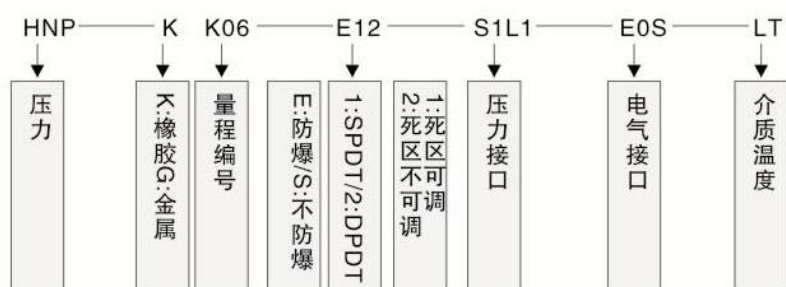 HNP K K06 E12 S1L1 E0S LT
压力
K:橡胶G:金属
量程编号
E:防爆/S:不防爆
1:SPDT/2:DPDT
1:死区可调
2:死区不可调
压力接口
电气接口
介质温度